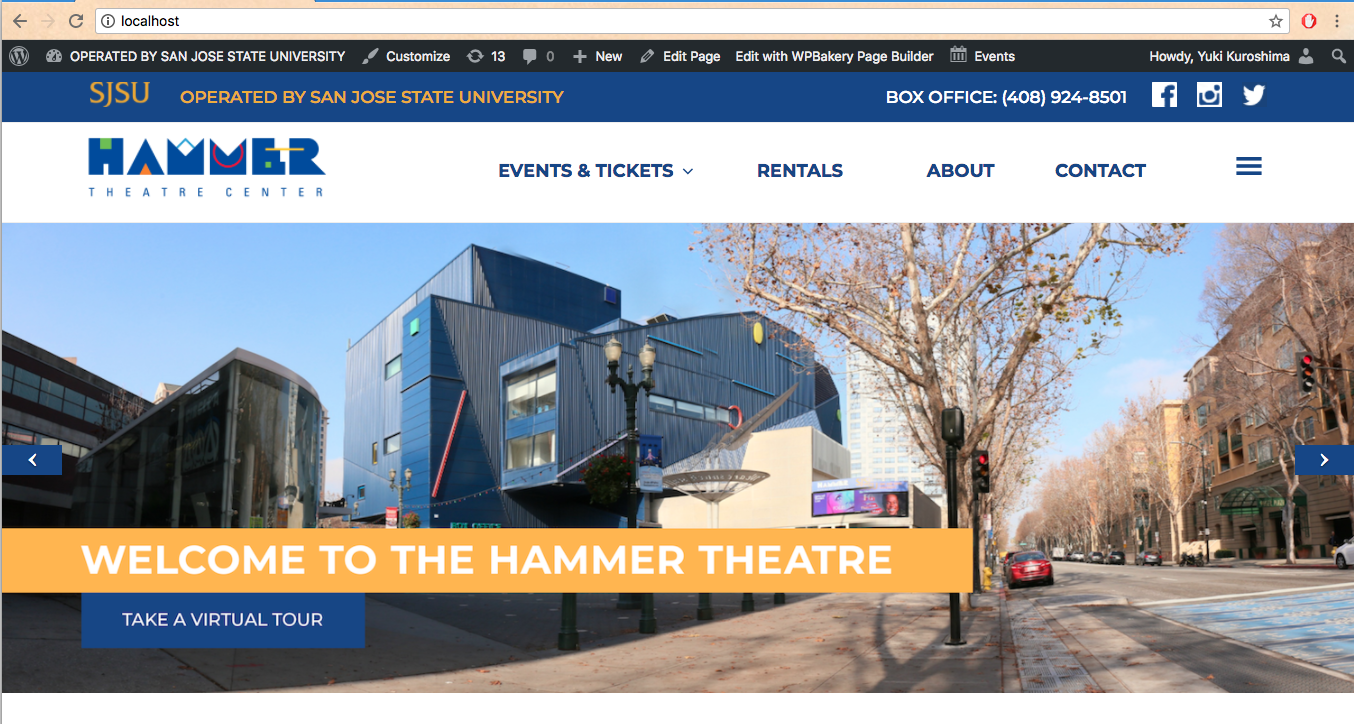 localhost
OPERATED BY SAN JOSE STATE UNIVERSITY Customize 13 0 New Edit Page Edit with WPBakery Page Builder Events Howdy, Yuki Kuroshima
SJSU OPERATED BY SAN JOSE STATE UNIVERSITY BOX OFFICE: (408) 924-8501
HAMMER
THEATRE CENTER
EVENTS & TICKETS RENTALS ABOUT CONTACT
HAMMER
WELCOME TO THE HAMMER THEATRE
TAKE A VIRTUAL TOUR